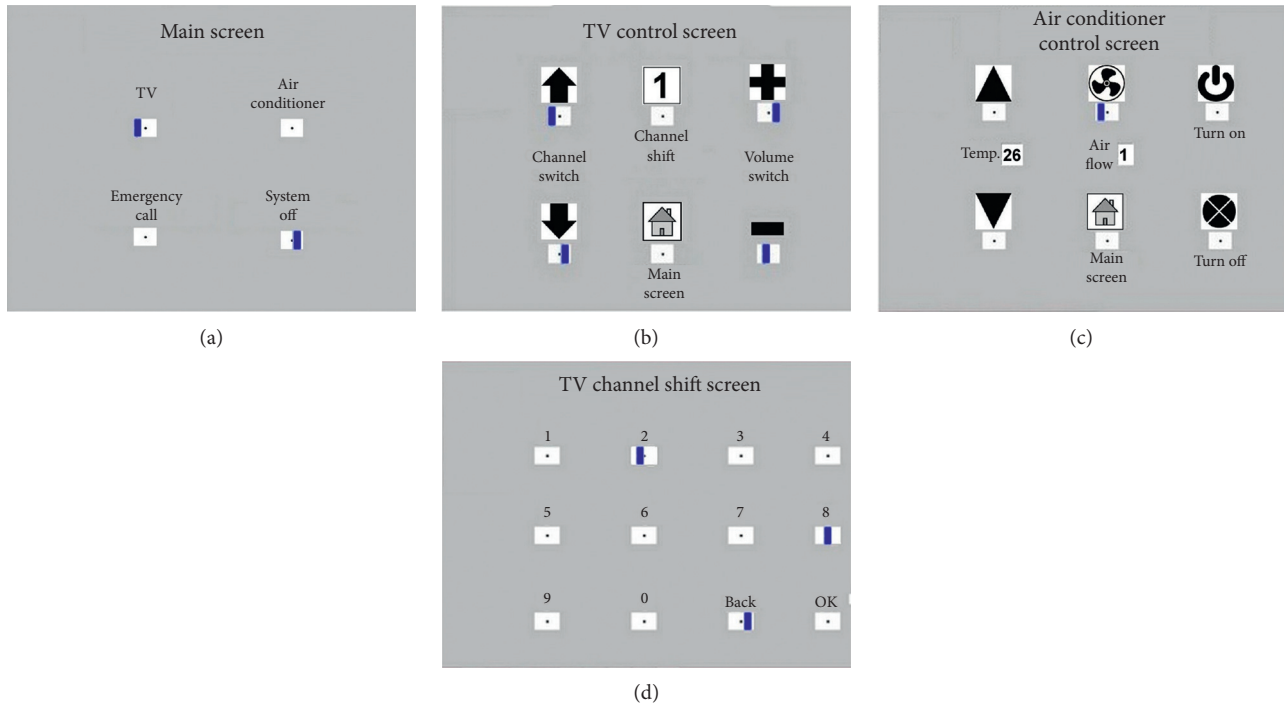 Main screen
TV
Air
conditioner
Emergency
call
System
off
(a)
TV control screen
1
Channel
switch
Channel
shift
Volume
switch
Main
screen
(b)
Air conditioner
control screen
Turn on
Temp. 26
Air
flow 1
Main
screen
Turn off
(c)
TV channel shift screen
1 2 3 4
5 6 7 8
9 0 Back OK
(d)